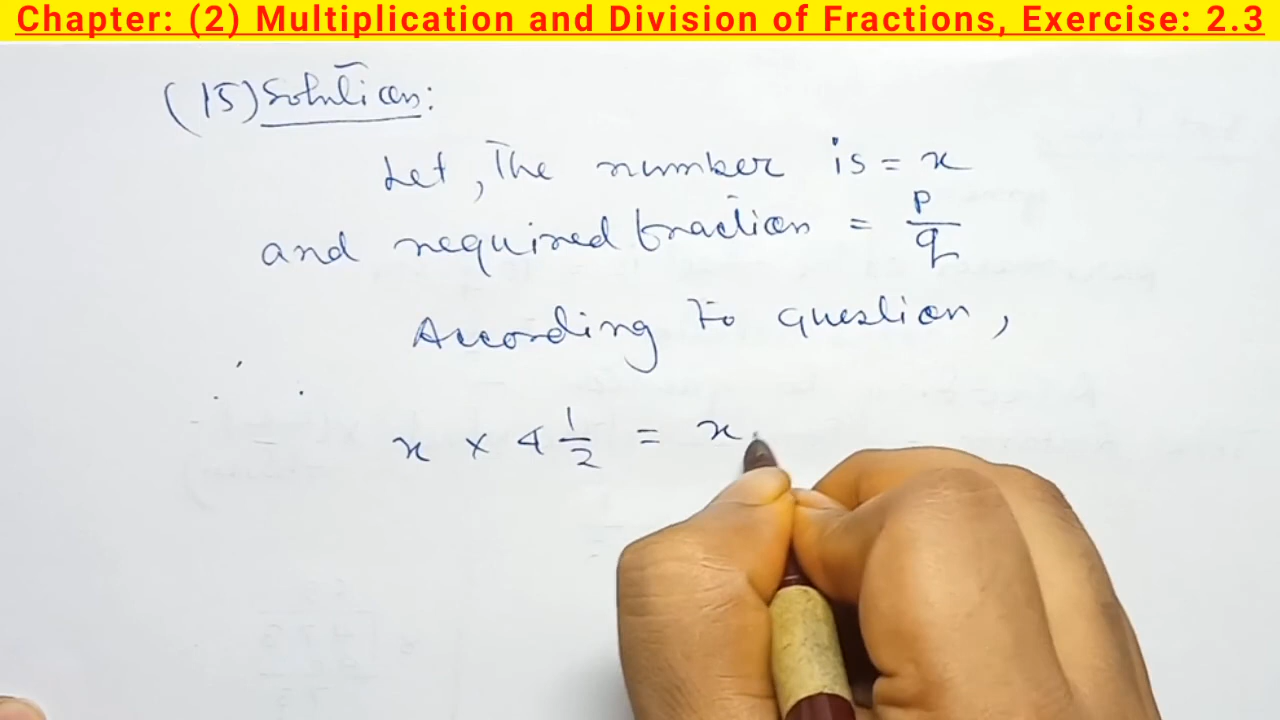 Chapter: (2) Multiplication and Division of Fractions, Exercise: 2.3
(15) Solution:
Let, The number is = x
and required fraction = p/q
According to question,
x × 4 1/2 = x